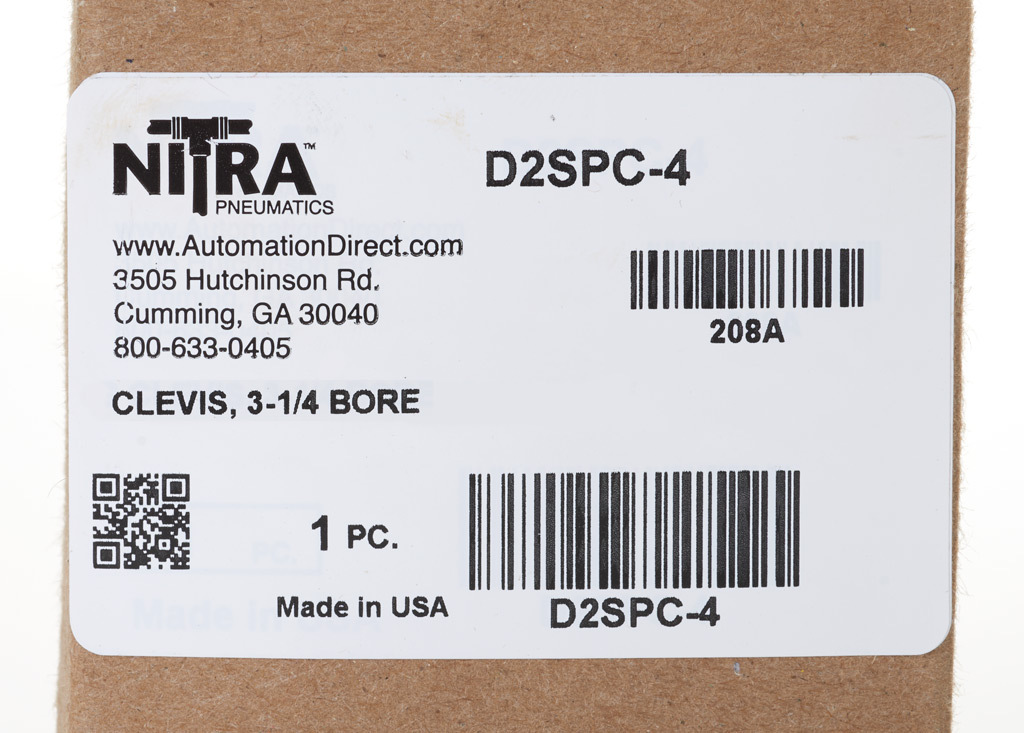 NITRA™
PNEUMATICS
D2SPC-4
www.AutomationDirect.com
3505 Hutchinson Rd.
Cumming, GA 30040
800-633-0405
208A
CLEVIS, 3-1/4 BORE
1 PC.
Made in USA
D2SPC-4